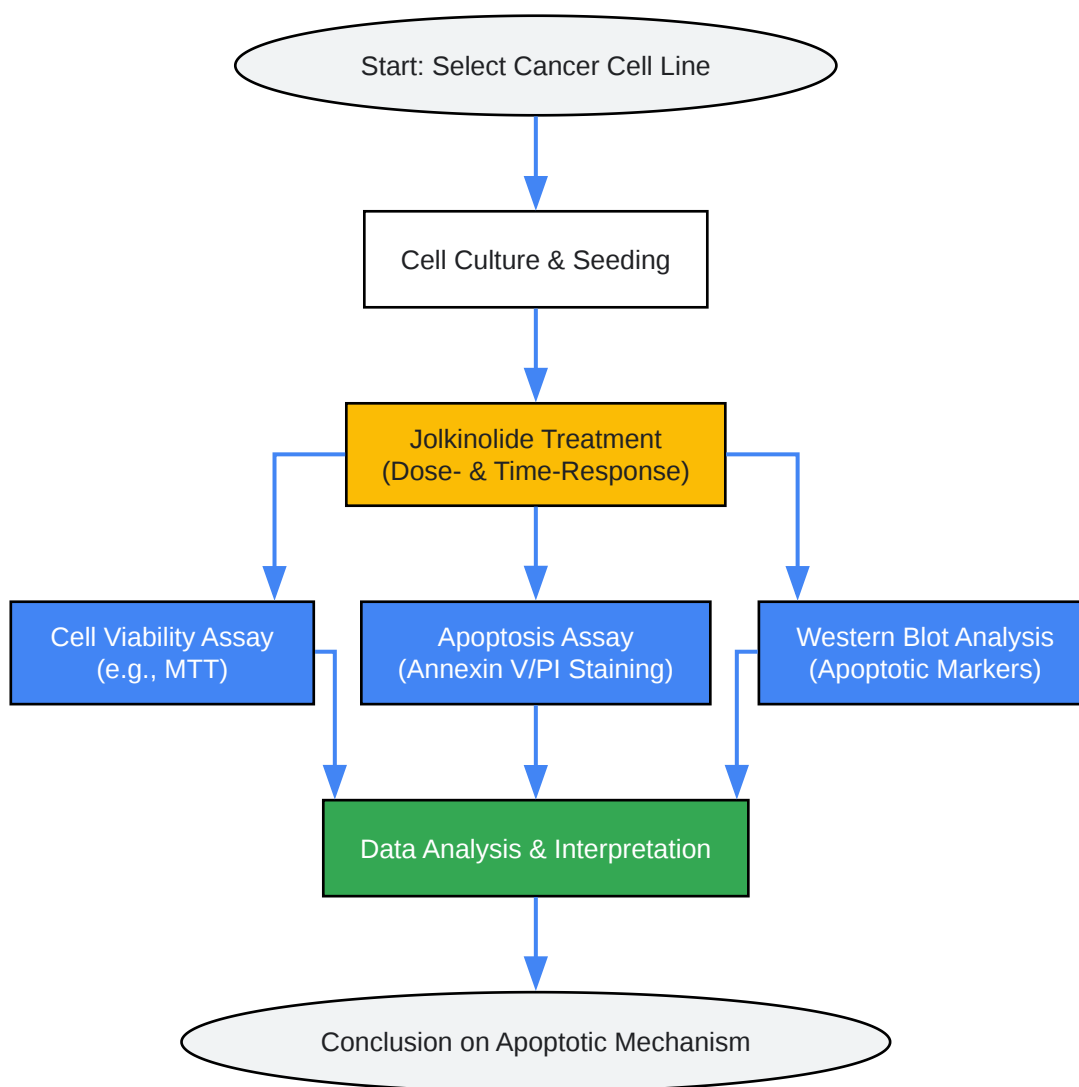 Start: Select Cancer Cell Line
Cell Culture & Seeding
Jolkinolide Treatment
(Dose- & Time-Response)
Cell Viability Assay
(e.g., MTT)
Apoptosis Assay
(Annexin V/PI Staining)
Western Blot Analysis
(Apoptotic Markers)
Data Analysis & Interpretation
Conclusion on Apoptotic Mechanism